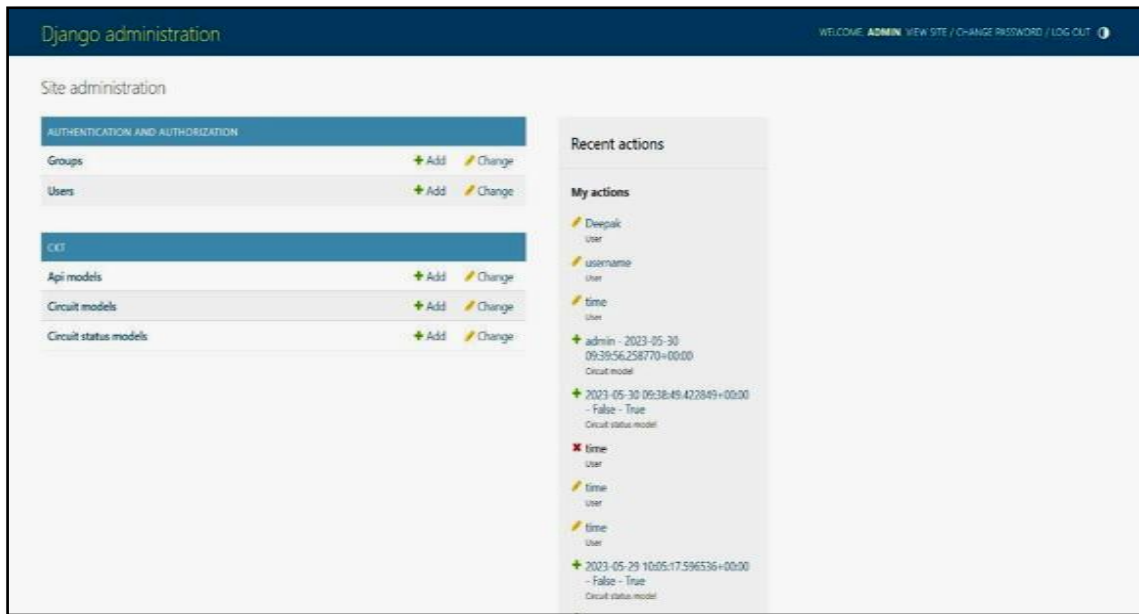 Django administration
WELCOME, ADMIN. VIEW SITE / CHANGE PASSWORD / LOG OUT
Site administration
AUTHENTICATION AND AUTHORIZATION
Groups + Add Change
Users + Add Change
CKT
Api models + Add Change
Circuit models + Add Change
Circuit status models + Add Change
Recent actions
My actions
Deepak
User
username
User
time
User
+ admin - 2023-05-30
09:39:56.258770+00:00
Circuit model
+ 2023-05-30 09:38:49.422849+00:00
- False - True
Circuit status model
time
User
time
User
time
User
+ 2023-05-29 10:05:17.596536+00:00
- False - True
Circuit status model